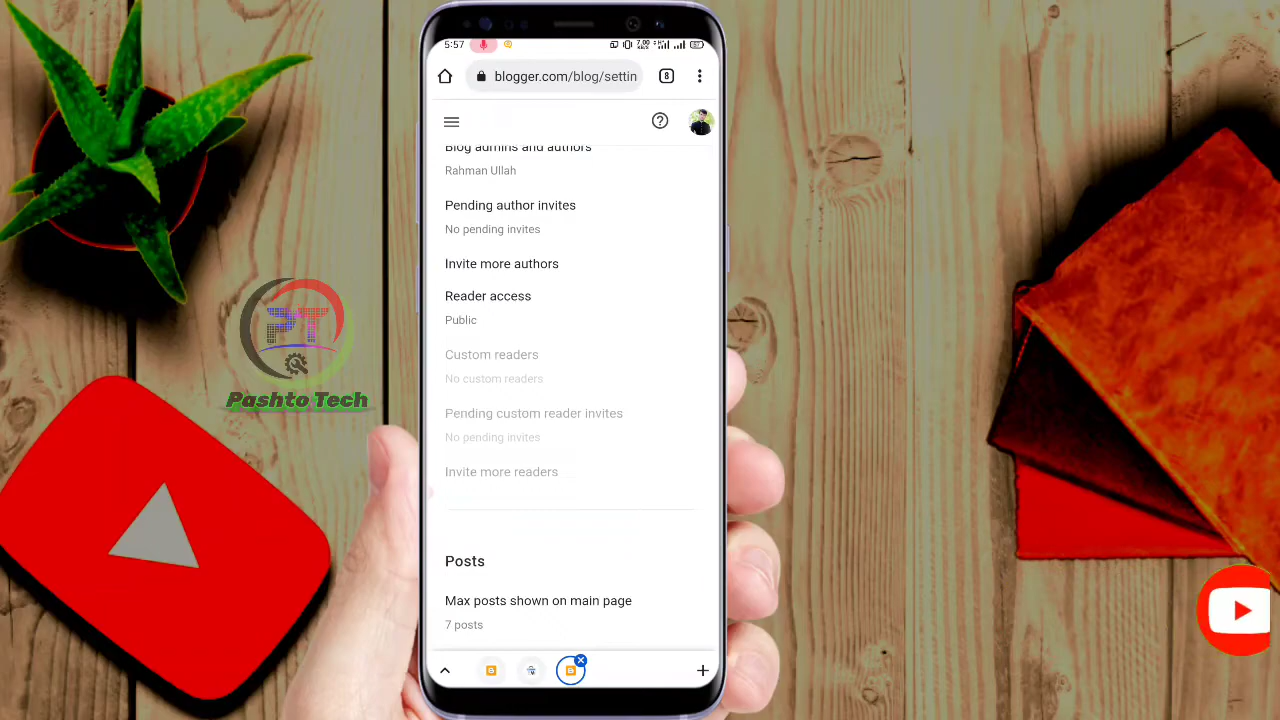 5:57
8
blogger.com/blog/settin
Blog admins and authors
Rahman Ullah
Pending author invites
No pending invites
Invite more authors
Reader access
Public
Custom readers
No custom readers
Pending custom reader invites
No pending invites
Invite more readers
Posts
Max posts shown on main page
7 posts
PT
Pashto Tech